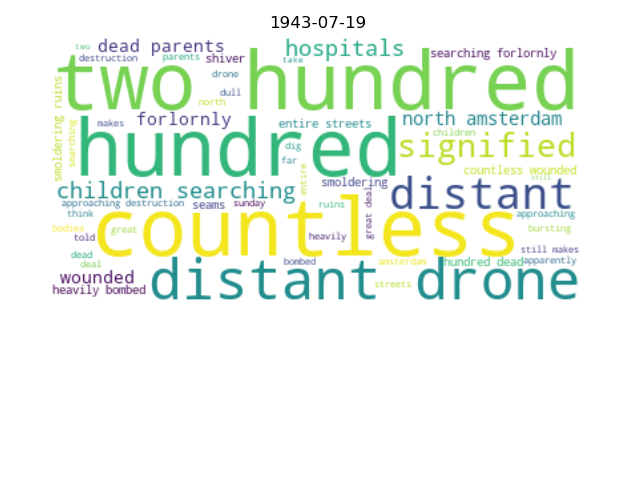 1943-07-19
two dead parents hospitals searching forlornly
destruction parents shiver take
two hundred
drone
dull
north
smoldering ruins
searching
makes forlornly entire streets north amsterdam
hundred
children
signified
dig
far
countless wounded
still
children searching
entire
smoldering
distant
approaching destruction seams sunday ruins great deal approaching
think
countless
bodies great bursting
told heavily still makes
dead bombed amsterdam hundred dead apparently
deal
wounded
distant drone
heavily bombed
streets